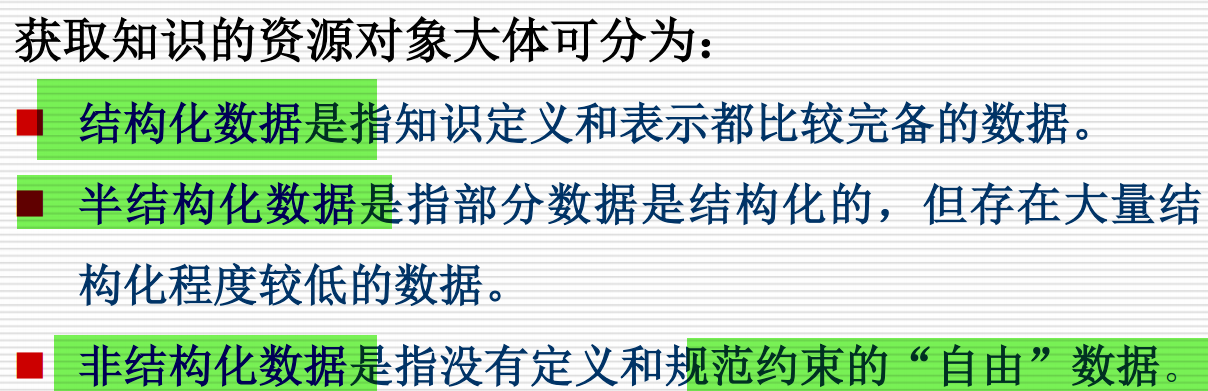 获取知识的资源对象大体可分为：
结构化数据是指知识定义和表示都比较完备的数据。
半结构化数据是指部分数据是结构化的，但存在大量结
构化程度较低的数据。
非结构化数据是指没有定义和规范约束的“自由”数据。